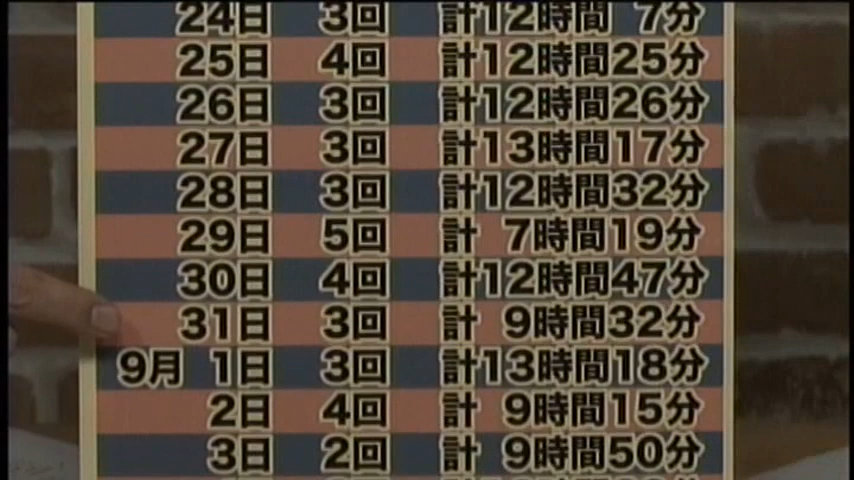 24日 3回 計12時間 7分
25日 4回 計12時間25分
26日 3回 計12時間26分
27日 3回 計13時間17分
28日 3回 計12時間32分
29日 5回 計 7時間19分
30日 4回 計12時間47分
31日 3回 計 9時間32分
9月 1日 3回 計13時間18分
2日 4回 計 9時間15分
3日 2回 計 9時間50分